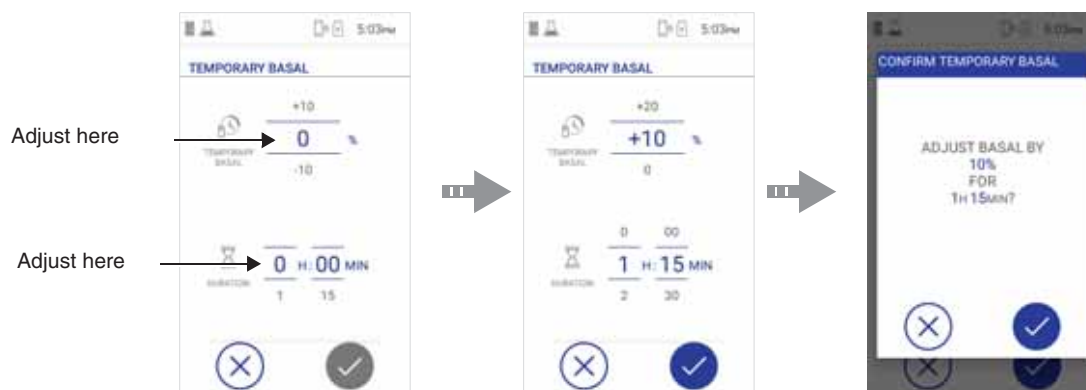 5:03PM
TEMPORARY BASAL
+10
Adjust here
0 %
TEMPORARY
BASAL
-10
Adjust here
0 H: 00 MIN
DURATION
1 15
5:03PM
TEMPORARY BASAL
+20
+10 %
TEMPORARY
BASAL
0
0 00
1 H: 15 MIN
DURATION
2 30
5:03PM
CONFIRM TEMPORARY BASAL
ADJUST BASAL BY
10%
FOR
1H 15MIN?